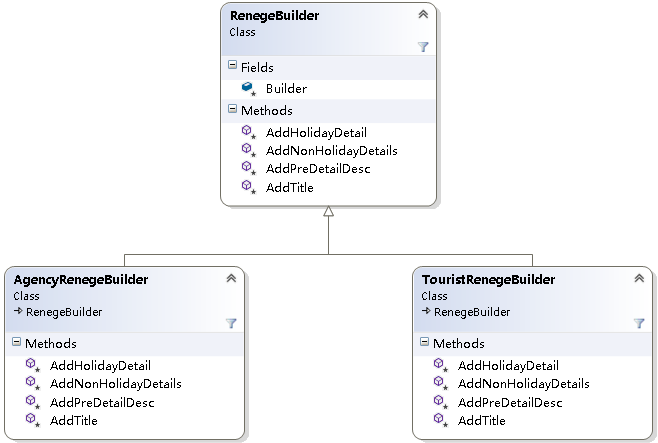 RenegeBuilder
Class
Fields
Builder
Methods
AddHolidayDetail
AddNonHolidayDetails
AddPreDetailDesc
AddTitle
AgencyRenegeBuilder
Class
RenegeBuilder
Methods
AddHolidayDetail
AddNonHolidayDetails
AddPreDetailDesc
AddTitle
TouristRenegeBuilder
Class
RenegeBuilder
Methods
AddHolidayDetail
AddNonHolidayDetails
AddPreDetailDesc
AddTitle